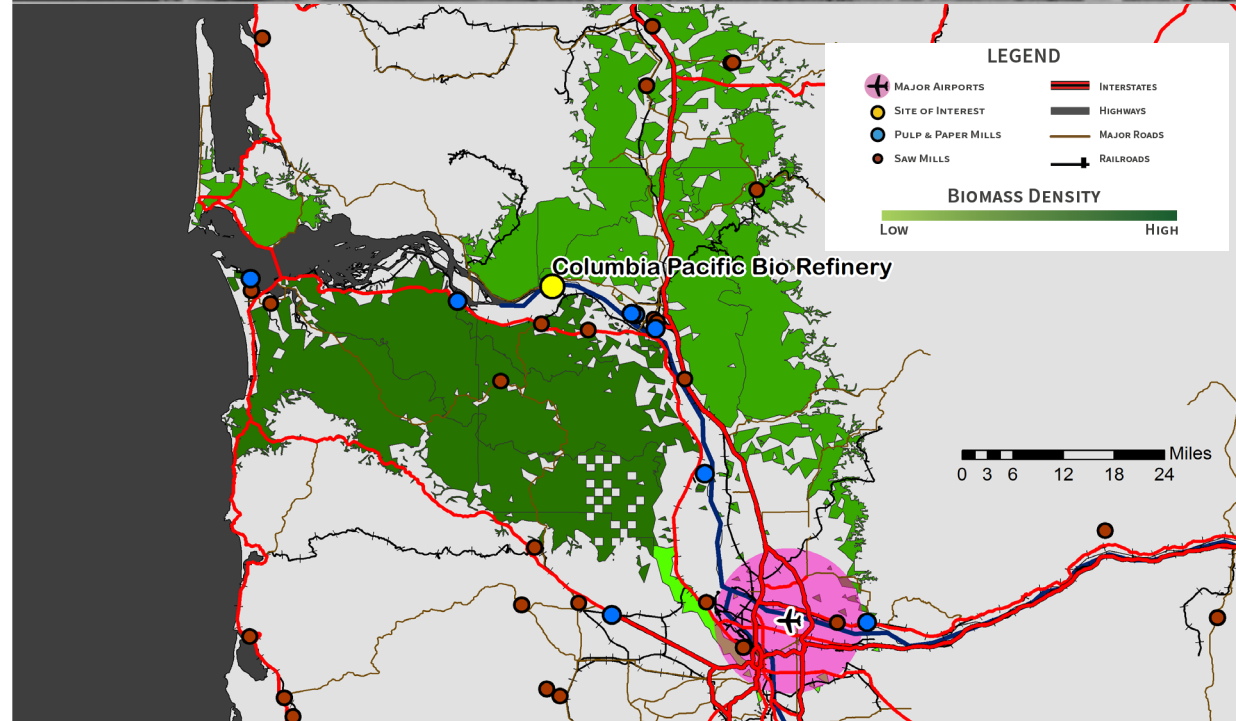 LEGEND
MAJOR AIRPORTS
SITE OF INTEREST
PULP & PAPER MILLS
SAW MILLS
INTERSTATES
HIGHWAYS
MAJOR ROADS
RAILROADS
BIOMASS DENSITY
LOW HIGH
Columbia Pacific Bio Refinery
Miles
0 3 6 12 18 24